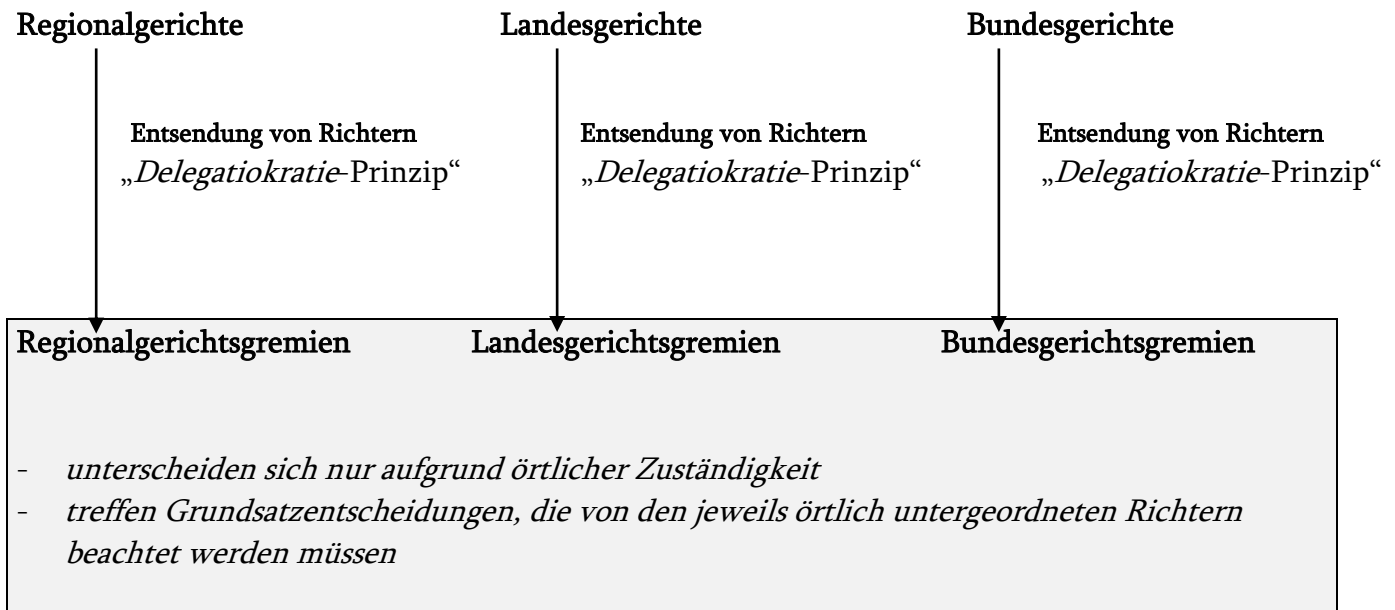 Regionalgerichte Landesgerichte Bundesgerichte
Entsendung von Richtern Entsendung von Richtern Entsendung von Richtern
„Delegatiokratie-Prinzip“ „Delegatiokratie-Prinzip“ „Delegatiokratie-Prinzip“
Regionalgerichtsgremien Landesgerichtsgremien Bundesgerichtsgremien
- unterscheiden sich nur aufgrund örtlicher Zuständigkeit
- treffen Grundsatzentscheidungen, die von den jeweils örtlich untergeordneten Richtern
beachtet werden müssen